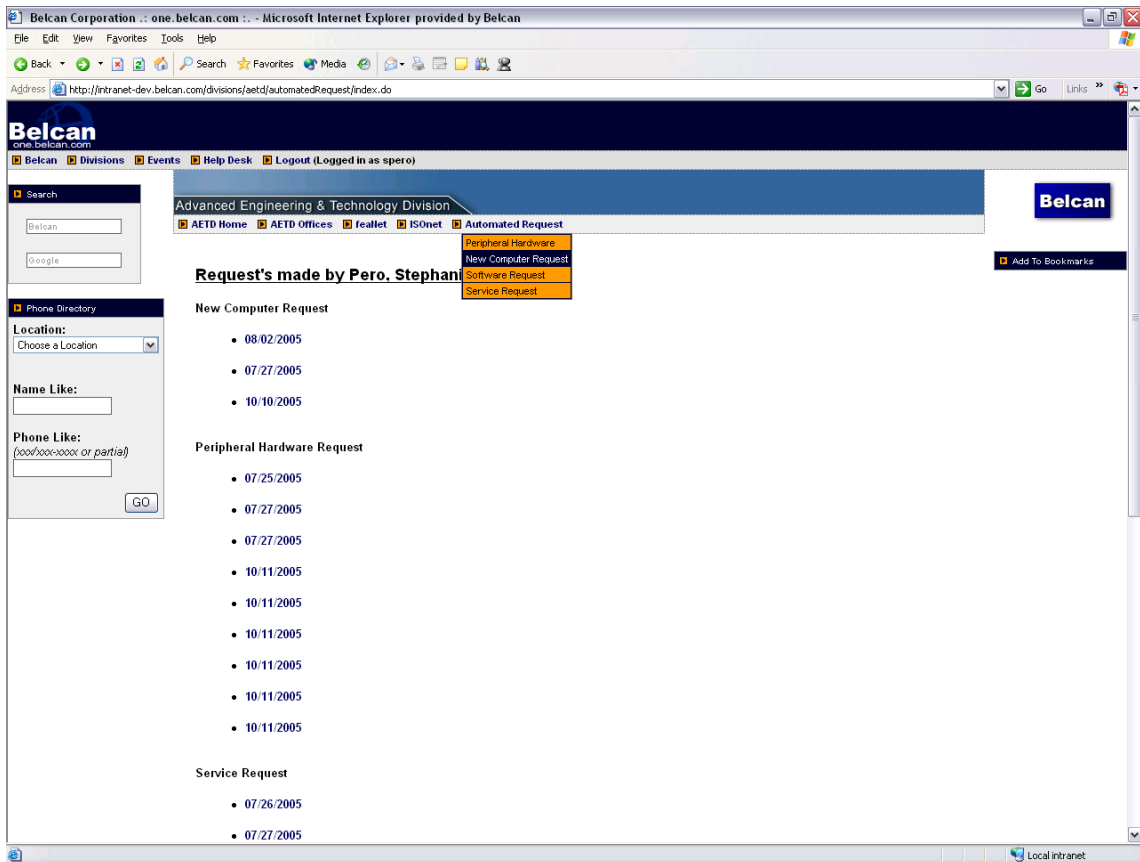 Belcan Corporation .: one.belcan.com :. - Microsoft Internet Explorer provided by Belcan
File Edit View Favorites Tools Help
Back Search Favorites Media
Address http://intranet-dev.belcan.com/divisions/aetd/automatedRequest/index.do Go Links »
Belcan
one.belcan.com
Belcan Divisions Events Help Desk Logout (Logged in as spero)
Search
Belcan
Google
Phone Directory
Location:
Choose a Location
Name Like:
Phone Like:
(xxx/xxx-xxxx or partial)
GO
Advanced Engineering & Technology Division
AETD Home AETD Offices feaNet ISOnet Automated Request
Peripheral Hardware
New Computer Request
Software Request
Service Request
Belcan
Add To Bookmarks
Request's made by Pero, Stephani
New Computer Request
• 08/02/2005
• 07/27/2005
• 10/10/2005
Peripheral Hardware Request
• 07/25/2005
• 07/27/2005
• 07/27/2005
• 10/11/2005
• 10/11/2005
• 10/11/2005
• 10/11/2005
• 10/11/2005
• 10/11/2005
Service Request
• 07/26/2005
• 07/27/2005
Local intranet